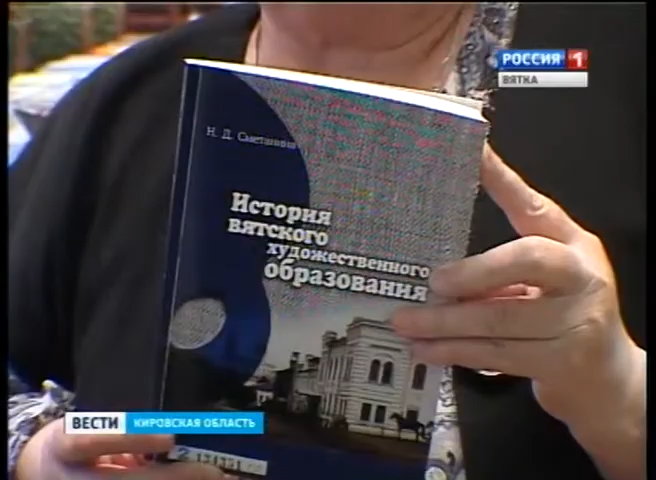 РОССИЯ 1
ВЯТКА
Н. Д. Сметанина
История
вятского
художественного
образования
ВЕСТИ КИРОВСКАЯ ОБЛАСТЬ